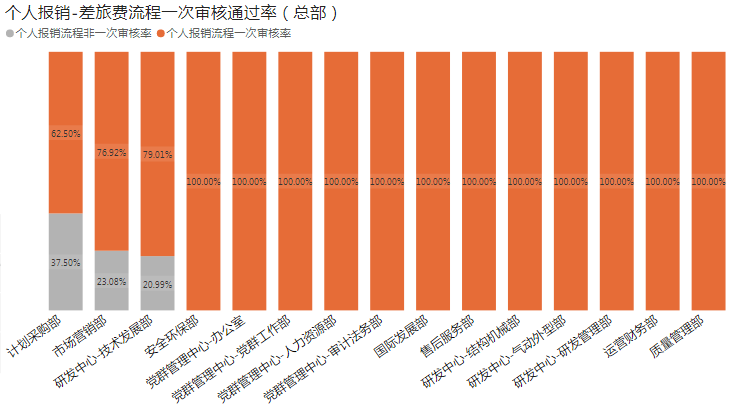 个人报销-差旅费流程一次审核通过率（总部）
个人报销流程非一次审核率 个人报销流程一次审核率
62.50% 76.92% 79.01% 100.00% 100.00% 100.00% 100.00% 100.00% 100.00% 100.00% 100.00% 100.00% 100.00% 100.00% 100.00%
37.50% 23.08% 20.99%
计划采购部
市场营销部
研发中心-技术发展部
安全环保部
党群管理中心-办公室
党群管理中心-党群工作部
党群管理中心-人力资源部
党群管理中心-审计法务部
国际发展部
售后服务部
研发中心-结构机械部
研发中心-气动外型部
研发中心-研发管理部
运营财务部
质量管理部